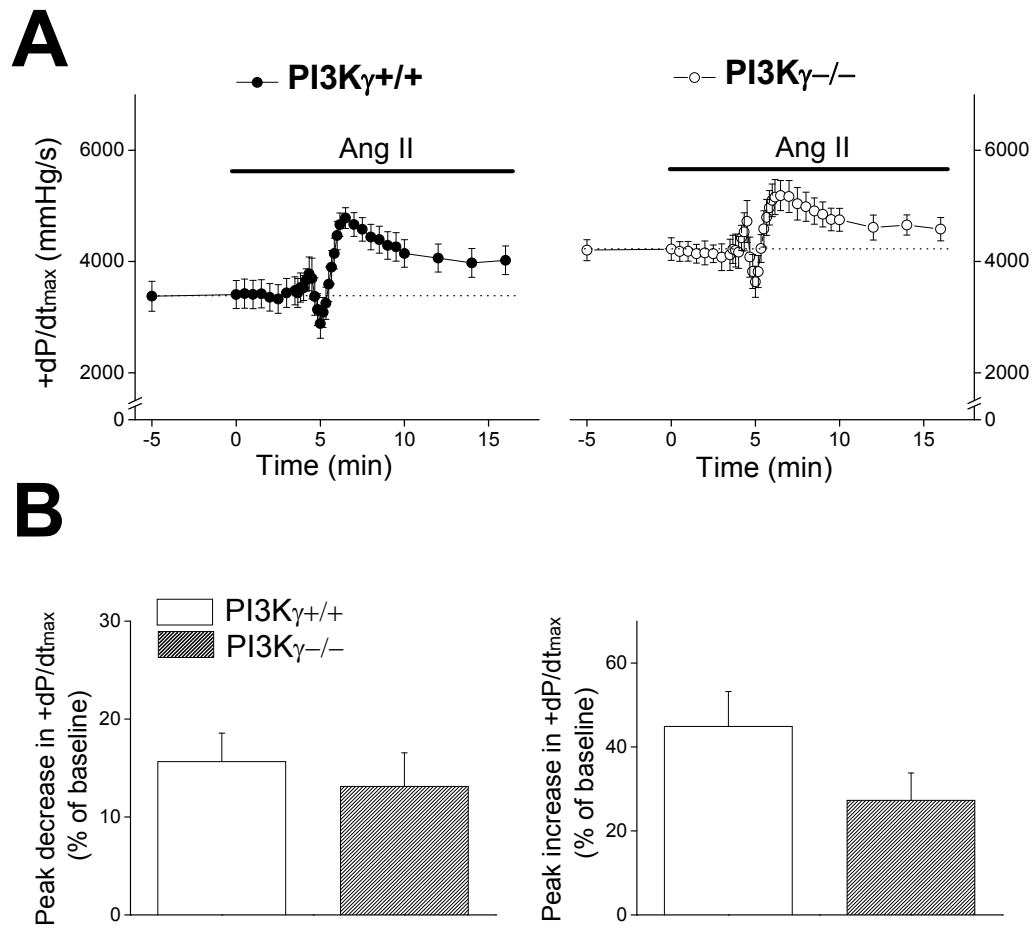 A
PI3Kγ+/+
PI3Kγ−/−
+dP/dtmax (mmHg/s)
6000
4000
2000
0
Ang II
Ang II
6000
4000
2000
0
-5 0 5 10 15
-5 0 5 10 15
Time (min)
Time (min)
B
Peak decrease in +dP/dtmax
(% of baseline)
30
20
10
0
PI3Kγ+/+
PI3Kγ−/−
Peak increase in +dP/dtmax
(% of baseline)
60
40
20
0